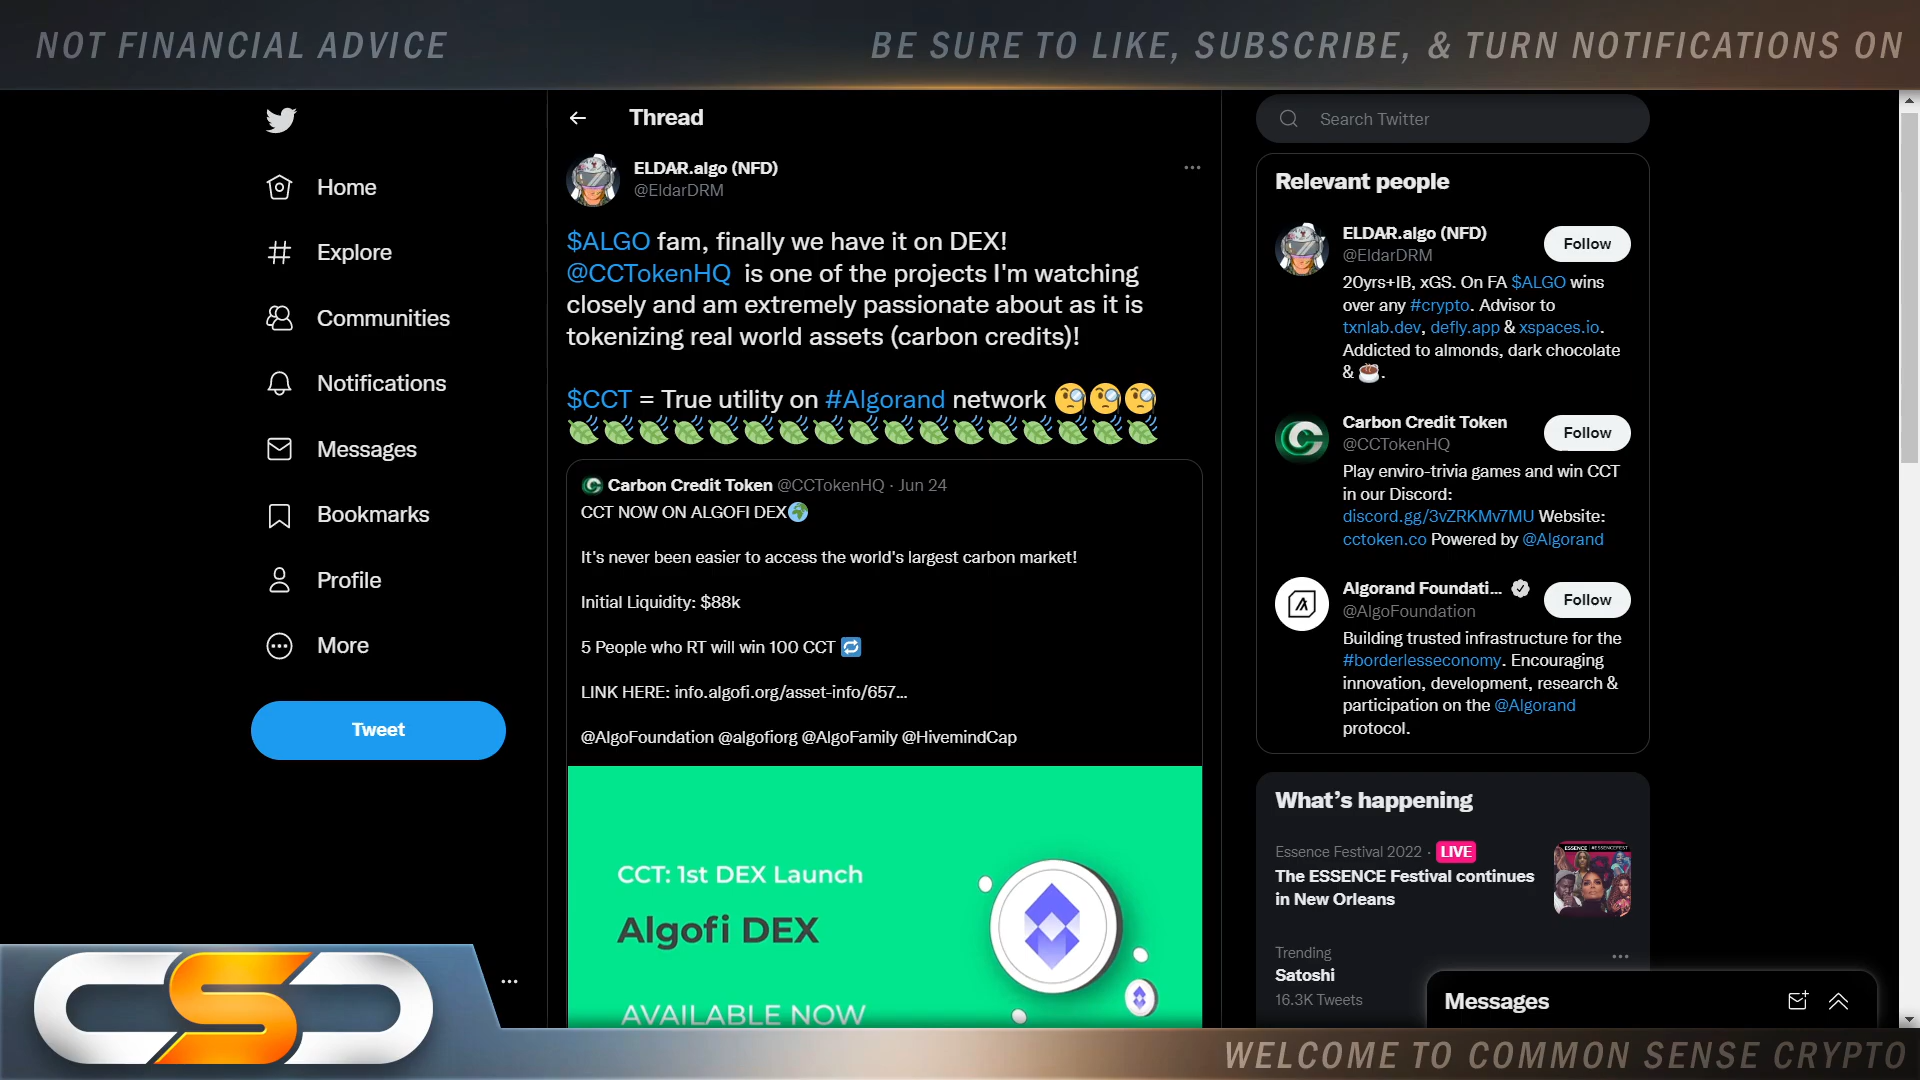 NOT FINANCIAL ADVICE
BE SURE TO LIKE, SUBSCRIBE, & TURN NOTIFICATIONS ON
Home
Explore
Communities
Notifications
Messages
Bookmarks
Profile
More
Tweet
Thread
ELDAR.algo (NFD)
@EldarDRM
$ALGO fam, finally we have it on DEX!
@CCTokenHQ is one of the projects I'm watching
closely and am extremely passionate about as it is
tokenizing real world assets (carbon credits)!
$CCT = True utility on #Algorand network 🧐🧐🧐
🍃🍃🍃🍃🍃🍃🍃🍃🍃🍃🍃🍃🍃🍃🍃🍃🍃
Carbon Credit Token @CCTokenHQ · Jun 24
CCT NOW ON ALGOFI DEX🌍
It's never been easier to access the world's largest carbon market!
Initial Liquidity: $88k
5 People who RT will win 100 CCT 🔁
LINK HERE: info.algofi.org/asset-info/657...
@AlgoFoundation @algofiorg @AlgoFamily @HivemindCap
CCT: 1st DEX Launch
Algofi DEX
AVAILABLE NOW
Search Twitter
Relevant people
ELDAR.algo (NFD)
@EldarDRM
Follow
20yrs+IB, xGS. On FA $ALGO wins
over any #crypto. Advisor to
txnlab.dev, defly.app & xspaces.io.
Addicted to almonds, dark chocolate
& ☕.
Carbon Credit Token
@CCTokenHQ
Follow
Play enviro-trivia games and win CCT
in our Discord:
discord.gg/3vZRKMv7MU Website:
cctoken.co Powered by @Algorand
Algorand Foundati...
@AlgoFoundation
Follow
Building trusted infrastructure for the
#borderlesseconomy. Encouraging
innovation, development, research &
participation on the @Algorand
protocol.
What's happening
Essence Festival 2022 · LIVE
The ESSENCE Festival continues
in New Orleans
Trending
Satoshi
16.3K Tweets
Messages
CSC
WELCOME TO COMMON SENSE CRYPTO